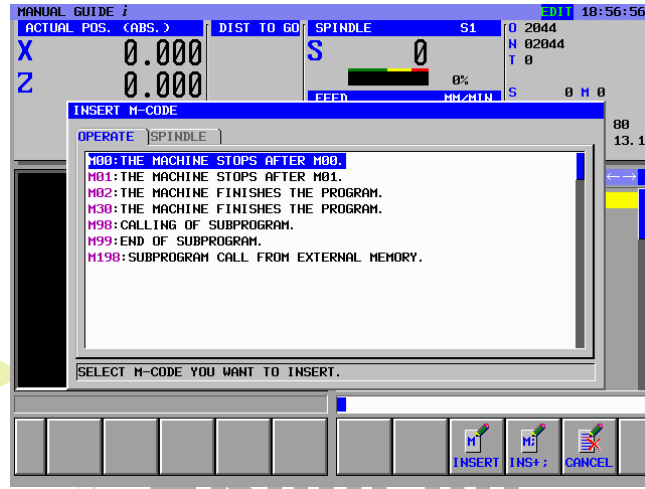 MANUAL GUIDE i EDIT 18:56:56
ACTUAL POS. (ABS.) DIST TO GO SPINDLE S1 O 2044
X 0.000 S 0 N 02044
T 0
Z 0.000 0% S 0 M 0
FEED MM/MIN
INSERT M-CODE
80
OPERATE SPINDLE 13.1
M00:THE MACHINE STOPS AFTER M00.
M01:THE MACHINE STOPS AFTER M01.
M02:THE MACHINE FINISHES THE PROGRAM.
M30:THE MACHINE FINISHES THE PROGRAM.
M98:CALLING OF SUBPROGRAM.
M99:END OF SUBPROGRAM.
M198:SUBPROGRAM CALL FROM EXTERNAL MEMORY.
SELECT M-CODE YOU WANT TO INSERT.
M M;
INSERT INS+; CANCEL